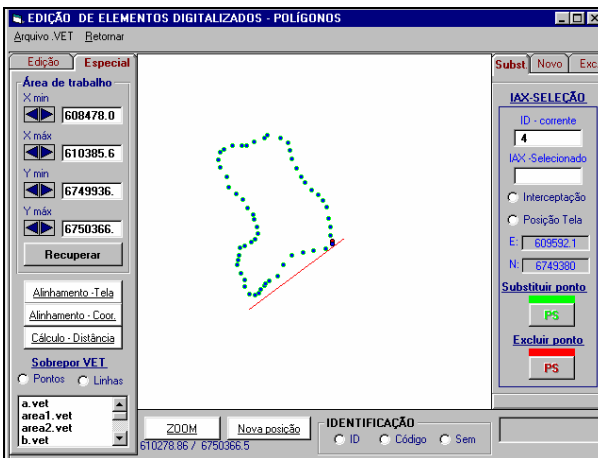 EDIÇÃO DE ELEMENTOS DIGITALIZADOS - POLÍGONOS
Arquivo .VET Retornar
Edição Especial
Área de trabalho
X min
608478.0
X máx
610385.6
Y min
6749936.
Y máx
6750366.
Recuperar
Alinhamento -Tela
Alinhamento - Coor.
Cálculo - Distância
Sobrepor VET
Pontos Linhas
a.vet
area1.vet
area2.vet
b.vet
ZOOM Nova posição
610278.86 / 6750366.5
IDENTIFICAÇÃO
ID Código Sem
Subst. Novo Exc.
IAX-SELEÇÃO
ID - corrente
4
IAX -Selecionado
Interceptação
Posição Tela
E: 609592.1
N: 6749380
Substituir ponto
PS
Excluir ponto
PS